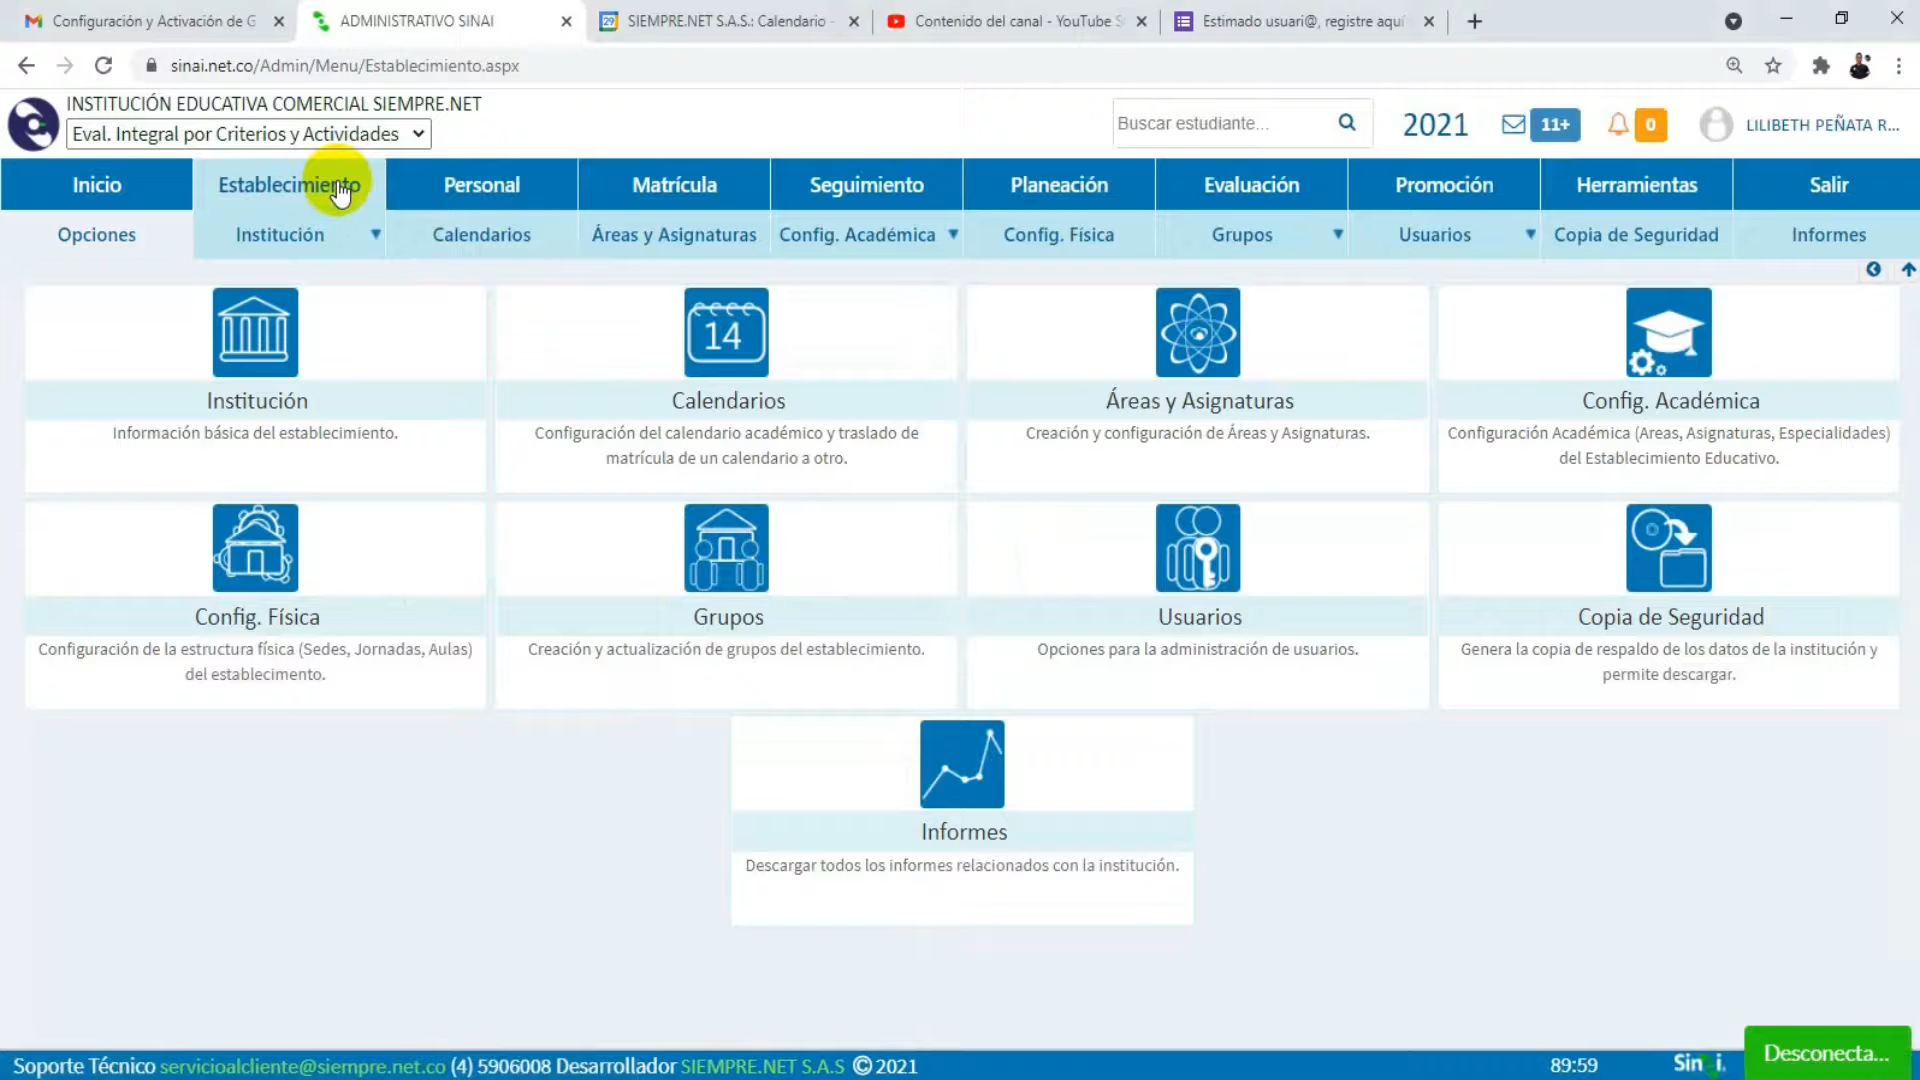 Configuración y Activación de G
ADMINISTRATIVO SINAI
29
SIEMPRE.NET S.A.S.: Calendario -
Contenido del canal - YouTube S
Estimado usuari@, registre aquí
sinai.net.co/Admin/Menu/Establecimiento.aspx
INSTITUCIÓN EDUCATIVA COMERCIAL SIEMPRE.NET
Eval. Integral por Criterios y Actividades
Buscar estudiante...
2021
11+
0
LILIBETH PEÑATA R...
Inicio
Establecimiento
Personal
Matrícula
Seguimiento
Planeación
Evaluación
Promoción
Herramientas
Salir
Opciones
Institución
Calendarios
Áreas y Asignaturas
Config. Académica
Config. Física
Grupos
Usuarios
Copia de Seguridad
Informes
14
Institución
Calendarios
Áreas y Asignaturas
Config. Académica
Información básica del establecimiento.
Configuración del calendario académico y traslado de
matrícula de un calendario a otro.
Creación y configuración de Áreas y Asignaturas.
Configuración Académica (Areas, Asignaturas, Especialidades)
del Establecimiento Educativo.
Config. Física
Grupos
Usuarios
Copia de Seguridad
Configuración de la estructura física (Sedes, Jornadas, Aulas)
del establecimento.
Creación y actualización de grupos del establecimiento.
Opciones para la administración de usuarios.
Genera la copia de respaldo de los datos de la institución y
permite descargar.
Informes
Descargar todos los informes relacionados con la institución.
Soporte Técnico servicioalcliente@siempre.net.co (4) 5906008 Desarrollador SIEMPRE.NET S.A.S © 2021
89:59
Desconecta...